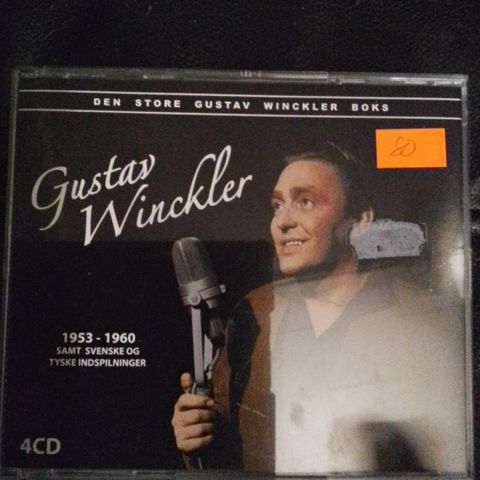 DEN STORE GUSTAV WINCKLER BOKS
80
Gustav
Winckler
1953 - 1960
SAMT SVENSKE OG
TYSKE INDSPILNINGER
4CD